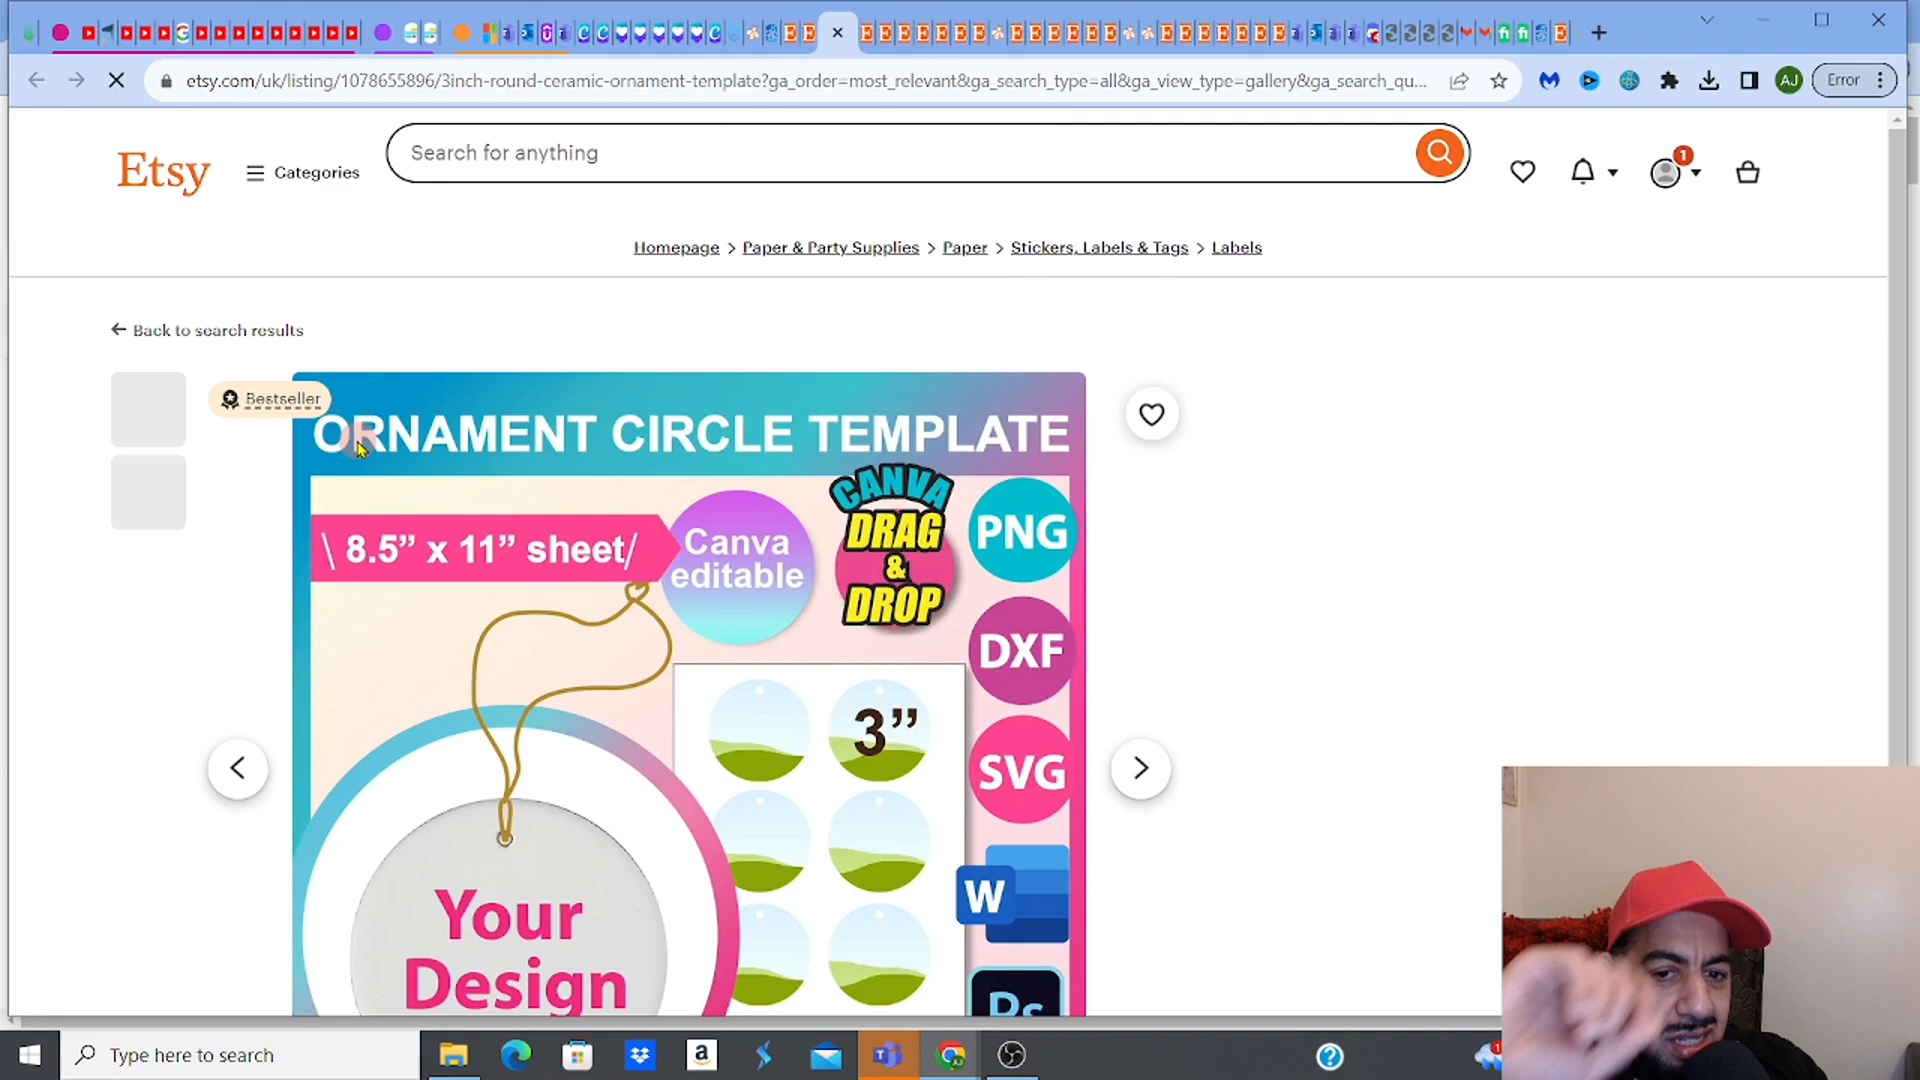 etsy.com/uk/listing/1078655896/3inch-round-ceramic-ornament-template?ga_order=most_relevant&ga_search_type=all&ga_view_type=gallery&ga_search_qu...
AJ
Error
Etsy
Categories
Search for anything
1
Homepage > Paper & Party Supplies > Paper > Stickers, Labels & Tags > Labels
Back to search results
Bestseller
ORNAMENT CIRCLE TEMPLATE
\ 8.5” x 11” sheet/
Canva
editable
CANVA
DRAG
&
DROP
PNG
DXF
SVG
3”
W
Ps
Your
Design
Type here to search